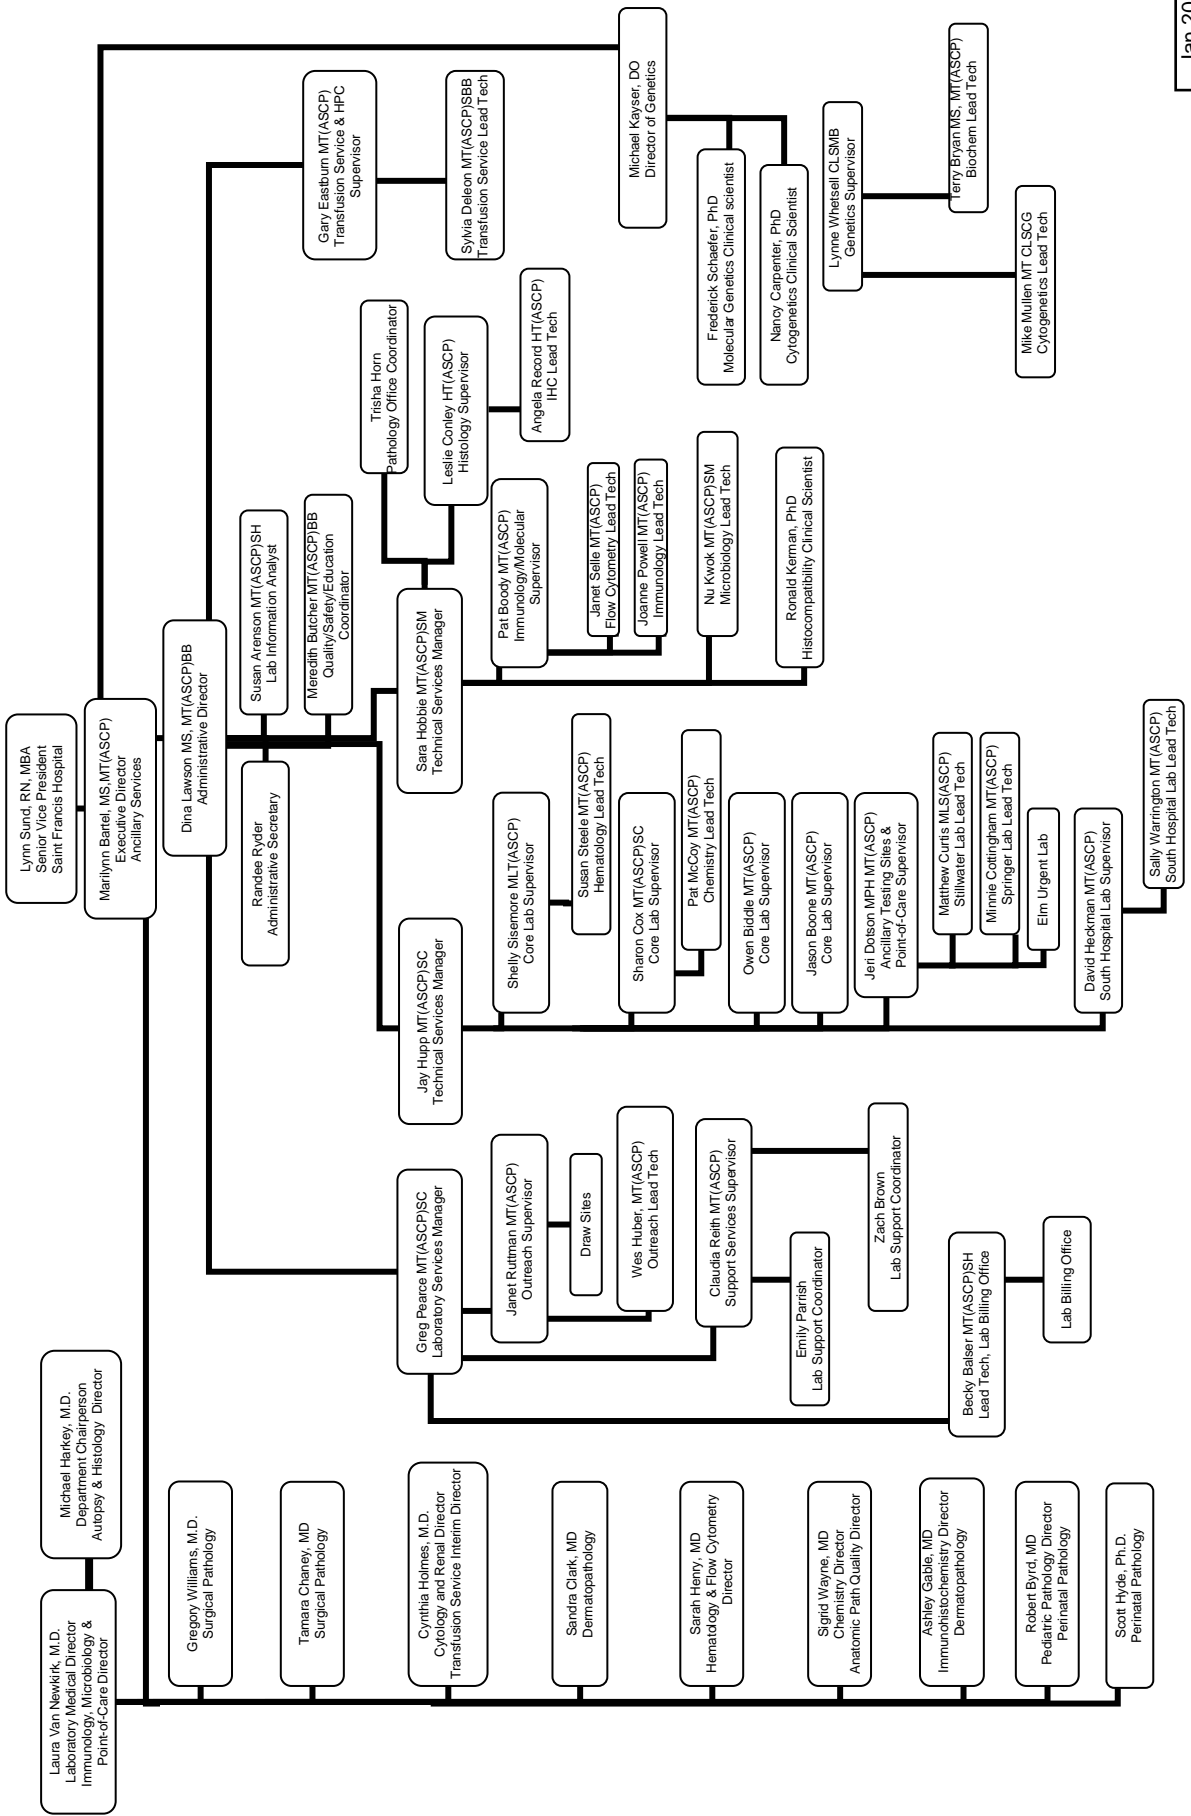 Laura Van Newkirk, M.D.
Laboratory Medical Director
Immunology, Microbiology &
Point-of-Care Director
Michael Harkey, M.D.
Department Chairperson
Autopsy & Histology Director
Gregory Williams, M.D.
Surgical Pathology
Tamara Chaney, MD
Surgical Pathology
Cynthia Holmes, M.D.
Cytology and Renal Director
Transfusion Service Interim Director
Sandra Clark, MD
Dermatopathology
Sarah Henry, MD
Hematology & Flow Cytometry
Director
Sigrid Wayne, MD
Chemistry Director
Anatomic Path Quality Director
Ashley Gable, MD
Immunohistochemistry Director
Dermatopathology
Robert Byrd, MD
Pediatric Pathology Director
Perinatal Pathology
Scott Hyde, Ph.D.
Perinatal Pathology
Lynn Sund, RN, MBA
Senior Vice President
Saint Francis Hospital
Marilynn Bartel, MS,MT(ASCP)
Executive Director
Ancillary Services
Dina Lawson MS, MT(ASCP)BB
Administrative Director
Randee Ryder
Administrative Secretary
Susan Arenson MT(ASCP)SH
Lab Information Analyst
Meredith Butcher MT(ASCP)BB
Quality/Safety/Education
Coordinator
Greg Pearce MT(ASCP)SC
Laboratory Services Manager
Janet Ruttman MT(ASCP)
Outreach Supervisor
Draw Sites
Wes Huber, MT(ASCP)
Outreach Lead Tech
Claudia Reith MT(ASCP)
Support Services Supervisor
Emily Parrish
Lab Support Coordinator
Zach Brown
Lab Support Coordinator
Becky Balser MT(ASCP)SH
Lead Tech, Lab Billing Office
Lab Billing Office
Jay Hupp MT(ASCP)SC
Technical Services Manager
Shelly Sisemore MLT(ASCP)
Core Lab Supervisor
Susan Steele MT(ASCP)
Hematology Lead Tech
Sharon Cox MT(ASCP)SC
Core Lab Supervisor
Pat McCoy MT(ASCP)
Chemistry Lead Tech
Owen Biddle MT(ASCP)
Core Lab Supervisor
Jason Boone MT(ASCP)
Core Lab Supervisor
Jeri Dotson MPH MT(ASCP)
Ancillary Testing Sites &
Point-of-Care Supervisor
Matthew Curtis MLS(ASCP)
Stillwater Lab Lead Tech
Minnie Cottingham MT(ASCP)
Springer Lab Lead Tech
Elm Urgent Lab
David Heckman MT(ASCP)
South Hospital Lab Supervisor
Sally Warrington MT(ASCP)
South Hospital Lab Lead Tech
Sara Hobbie MT(ASCP)SM
Technical Services Manager
Trisha Horn
Pathology Office Coordinator
Leslie Conley HT(ASCP)
Histology Supervisor
Angela Record HT(ASCP)
IHC Lead Tech
Pat Boody MT(ASCP)
Immunology/Molecular
Supervisor
Janet Selle MT(ASCP)
Flow Cytometry Lead Tech
Joanne Powell MT(ASCP)
Immunology Lead Tech
Nu Kwok MT(ASCP)SM
Microbiology Lead Tech
Ronald Kerman, PhD
Histocompatibility Clinical Scientist
Gary Eastburn MT(ASCP)
Transfusion Service & HPC
Supervisor
Sylvia Deleon MT(ASCP)SBB
Transfusion Service Lead Tech
Michael Kayser, DO
Director of Genetics
Frederick Schaefer, PhD
Molecular Genetics Clinical scientist
Nancy Carpenter, PhD
Cytogenetics Clinical Scientist
Lynne Whetsell CLSMB
Genetics Supervisor
Terry Bryan MS, MT(ASCP)
Biochem Lead Tech
Mike Mullen MT CLSCG
Cytogenetics Lead Tech
Jan 20